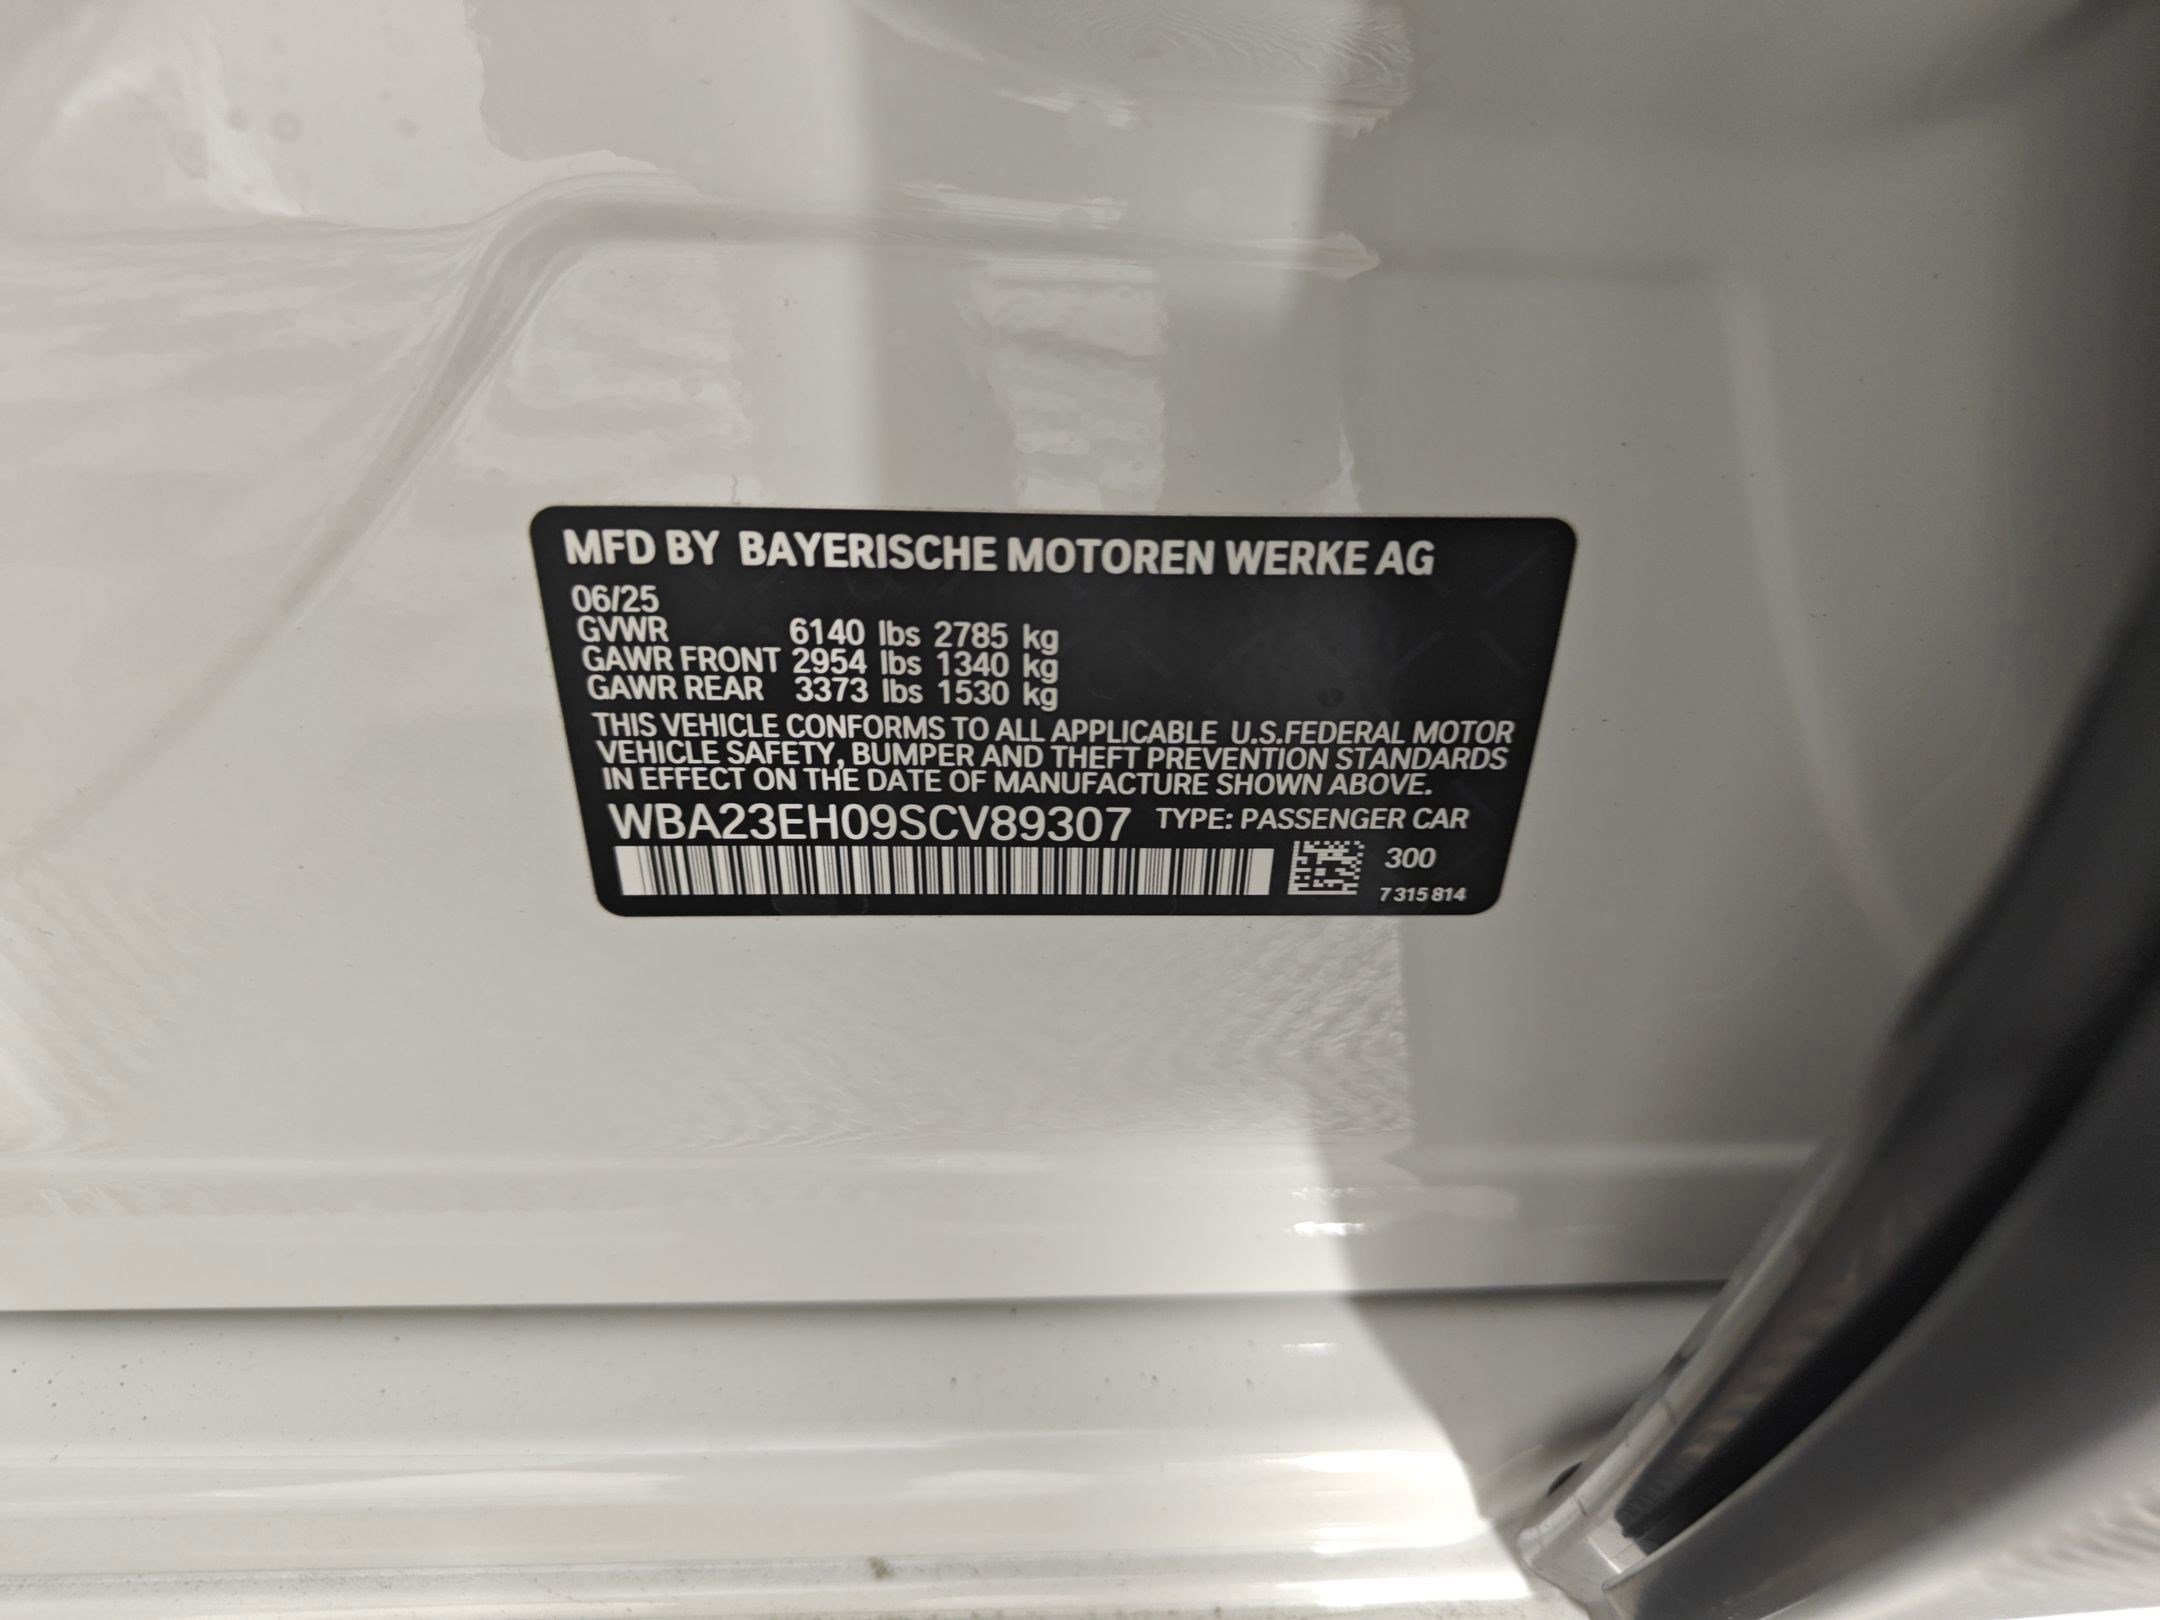 MFD BY BAYERISCHE MOTOREN WERKE AG
06/25
GVWR 6140 lbs 2785 kg
GAWR FRONT 2954 lbs 1340 kg
GAWR REAR 3373 lbs 1530 kg
THIS VEHICLE CONFORMS TO ALL APPLICABLE U.S.FEDERAL MOTOR
VEHICLE SAFETY, BUMPER AND THEFT PREVENTION STANDARDS
IN EFFECT ON THE DATE OF MANUFACTURE SHOWN ABOVE.
WBA23EH09SCV89307 TYPE: PASSENGER CAR
300
7 315 814